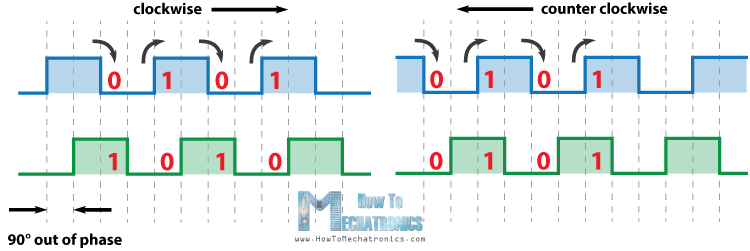 clockwise
counter clockwise
0 1 0 1
0 1 0 1
1 0 1 0
0 1 0 1
90° out of phase
How To
Mechatronics
www.HowToMechatronics.com